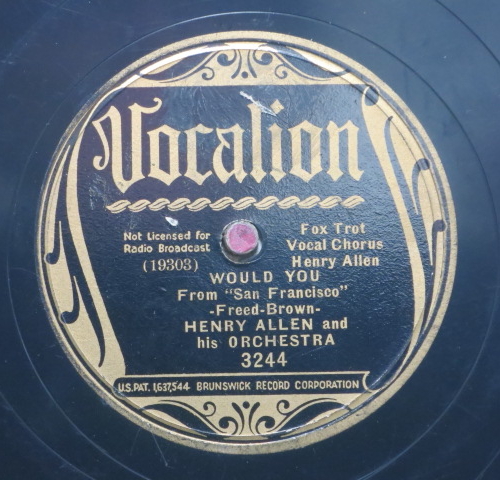 Vocalion
Not Licensed for
Radio Broadcast
(19303)
Fox Trot
Vocal Chorus
Henry Allen
WOULD YOU
From "San Francisco"
-Freed-Brown-
HENRY ALLEN and
his ORCHESTRA
3244
U.S. PAT. 1,637,544 BRUNSWICK RECORD CORPORATION